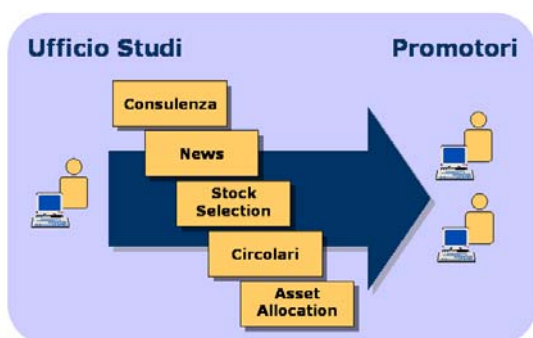 Ufficio Studi
Promotori
Consulenza
News
Stock
Selection
Circolari
Asset
Allocation